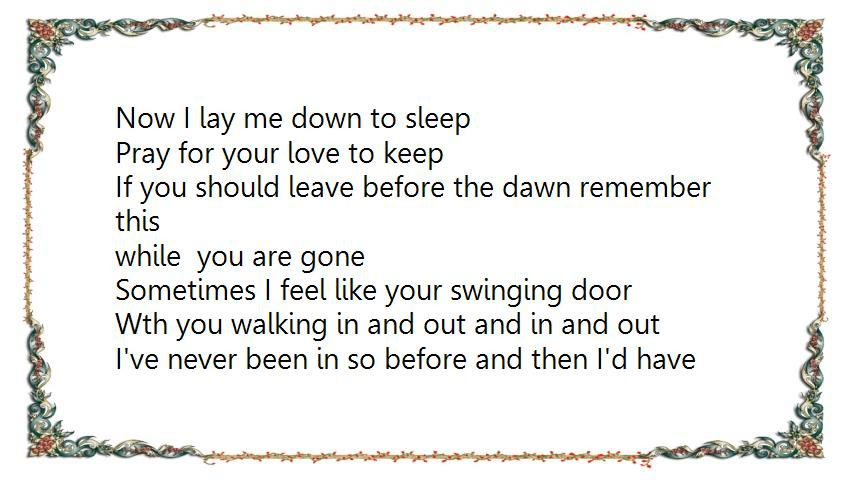 Now I lay me down to sleep
Pray for your love to keep
If you should leave before the dawn remember
this
while  you are gone
Sometimes I feel like your swinging door
Wth you walking in and out and in and out
I've never been in so before and then I'd have